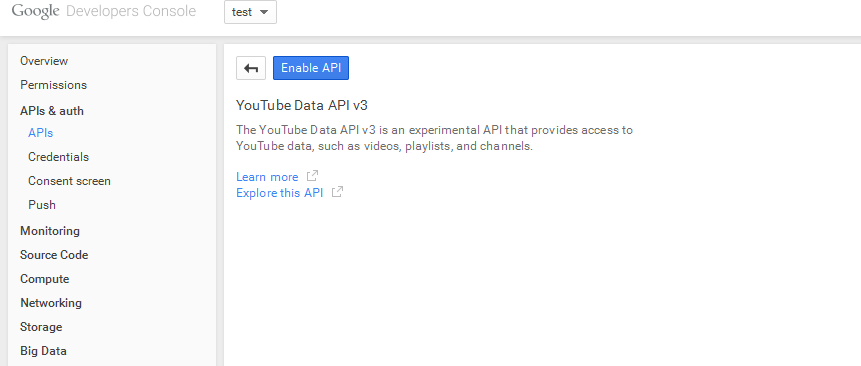 Google Developers Console
test
Overview
Permissions
APIs & auth
APIs
Credentials
Consent screen
Push
Monitoring
Source Code
Compute
Networking
Storage
Big Data
Enable API
YouTube Data API v3
The YouTube Data API v3 is an experimental API that provides access to
YouTube data, such as videos, playlists, and channels.
Learn more
Explore this API